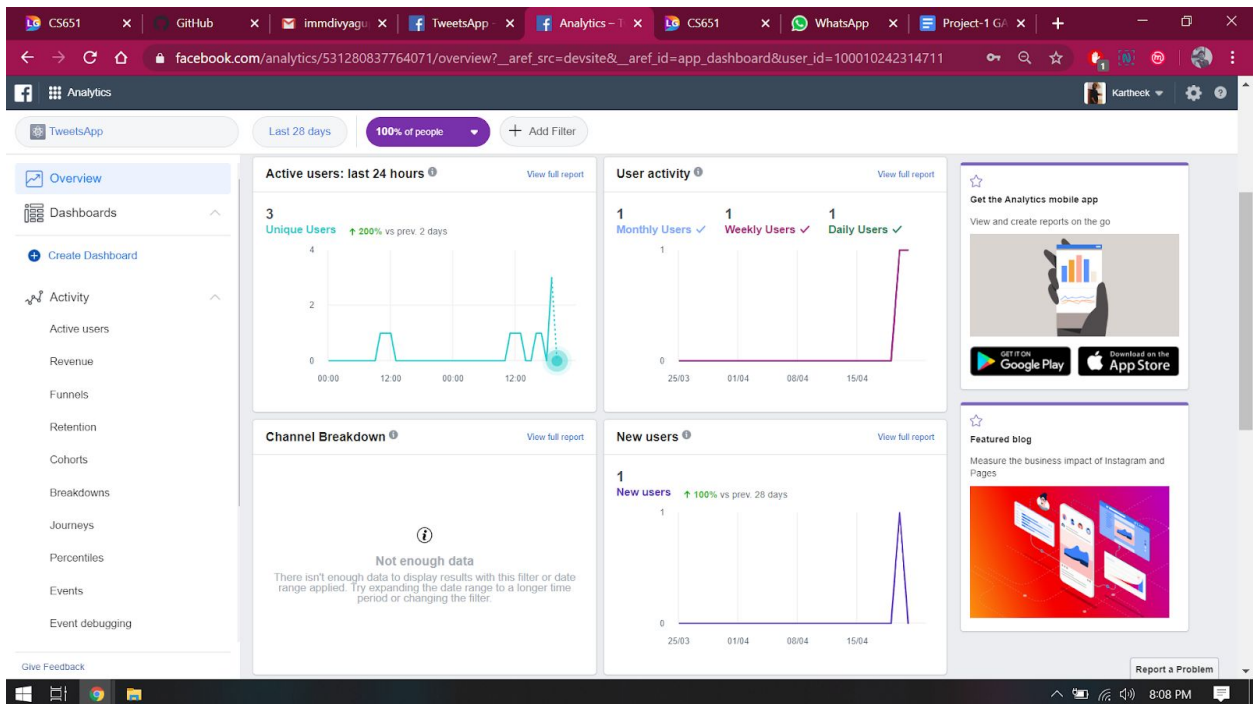 CS651
GitHub
immdivyagu
TweetsApp -
Analytics – T
CS651
WhatsApp
Project-1 GA
facebook.com/analytics/531280837764071/overview?__aref_src=devsite&__aref_id=app_dashboard&user_id=100010242314711
Analytics
Kartheek
TweetsApp
Last 28 days
100% of people
+ Add Filter
Overview
Dashboards
Create Dashboard
Activity
Active users
Revenue
Funnels
Retention
Cohorts
Breakdowns
Journeys
Percentiles
Events
Event debugging
Give Feedback
Active users: last 24 hours
View full report
3
Unique Users ↑ 200% vs prev. 2 days
4
2
0
00:00 12:00 00:00 12:00
User activity
View full report
1 1 1
Monthly Users ✓ Weekly Users ✓ Daily Users ✓
1
0
25/03 01/04 08/04 15/04
Channel Breakdown
View full report
Not enough data
There isn't enough data to display results with this filter or date
range applied. Try expanding the date range to a longer time
period or changing the filter.
New users
View full report
1
New users ↑ 100% vs prev. 28 days
1
0
25/03 01/04 08/04 15/04
Get the Analytics mobile app
View and create reports on the go
GET IT ON
Google Play
Download on the
App Store
Featured blog
Measure the business impact of Instagram and
Pages
Report a Problem
8:08 PM